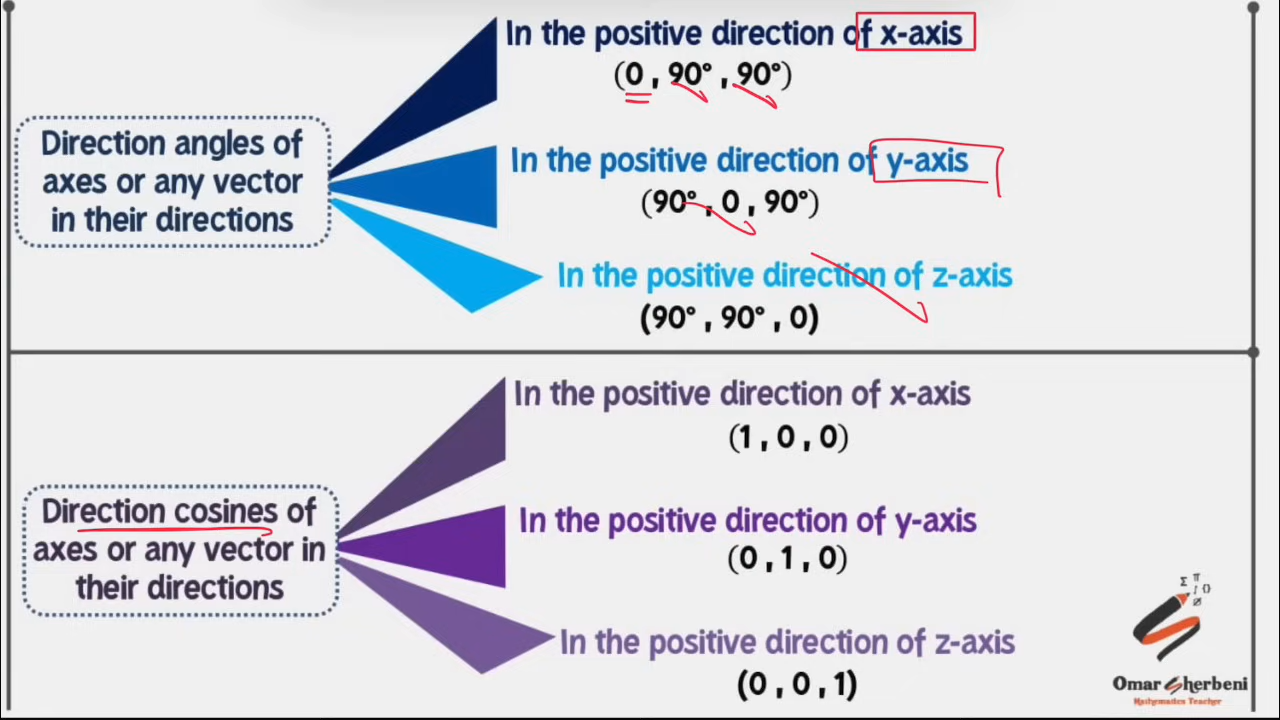 In the positive direction of x-axis
(0 , 90° , 90°)
Direction angles of
axes or any vector
in their directions
In the positive direction of y-axis
(90° , 0 , 90°)
In the positive direction of z-axis
(90° , 90° , 0)
In the positive direction of x-axis
(1 , 0 , 0)
Direction cosines of
axes or any vector in
their directions
In the positive direction of y-axis
(0 , 1 , 0)
In the positive direction of z-axis
(0 , 0 , 1)
Σ π
Omar Sherbeni
Mathematics Teacher